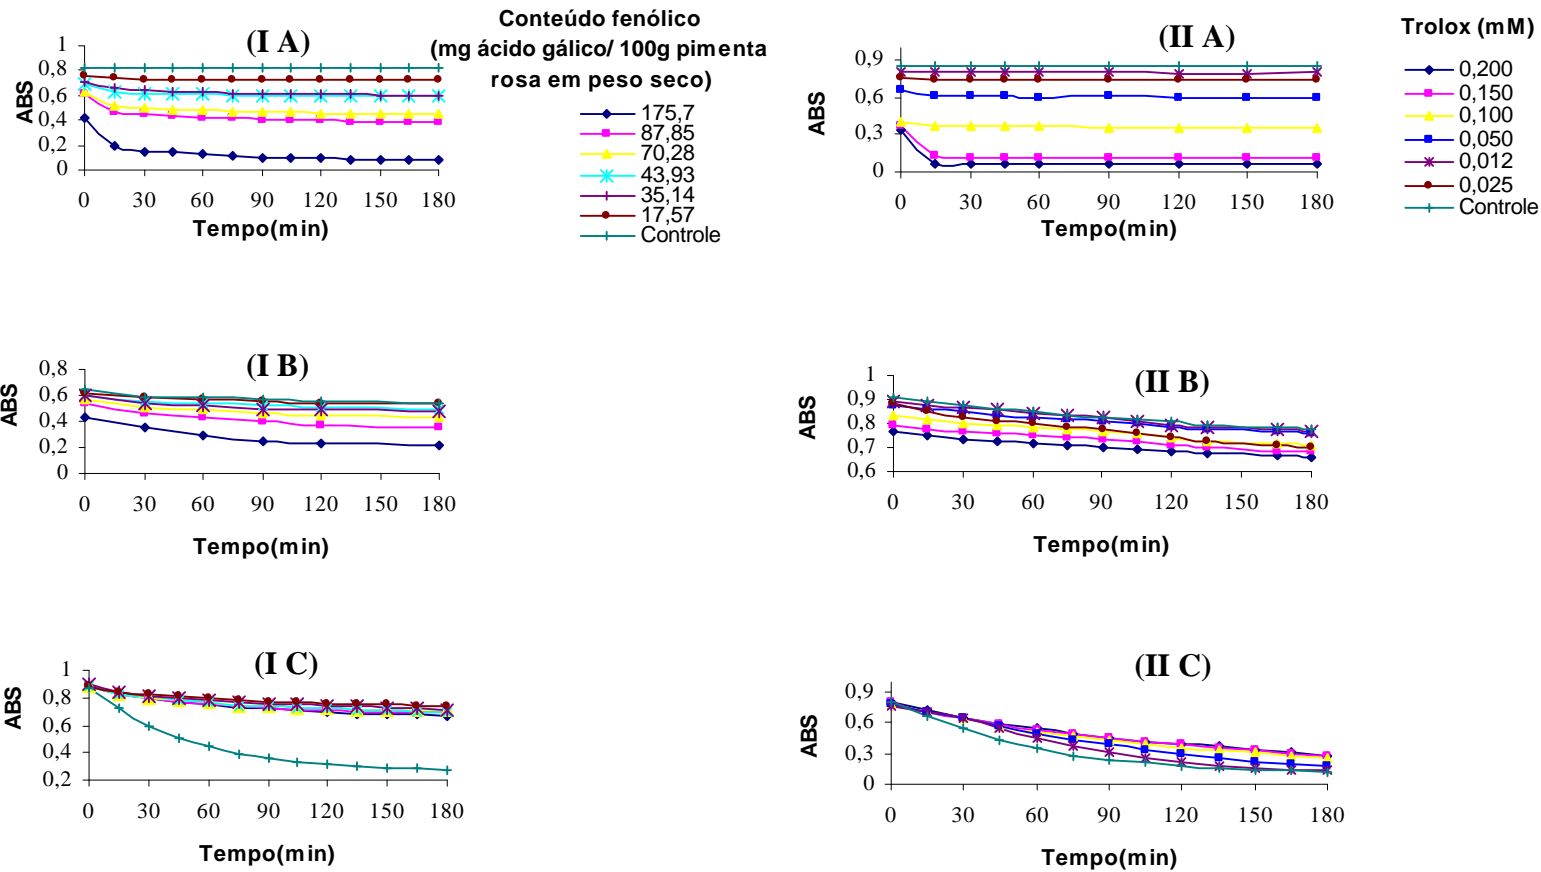 (I A)
1
0,8
0,6
0,4
0,2
0
ABS
0 30 60 90 120 150 180
Tempo(min)
Conteúdo fenólico
(mg ácido gálico/ 100g pimenta
rosa em peso seco)
175,7
87,85
70,28
43,93
35,14
17,57
Controle
(II A)
0,9
0,6
0,3
0
ABS
0 30 60 90 120 150 180
Tempo(min)
Trolox (mM)
0,200
0,150
0,100
0,050
0,012
0,025
Controle
(I B)
0,8
0,6
0,4
0,2
0
ABS
0 30 60 90 120 150 180
Tempo(min)
(II B)
1
0,9
0,8
0,7
0,6
ABS
0 30 60 90 120 150 180
Tempo(min)
(I C)
1
0,8
0,6
0,4
0,2
ABS
0 30 60 90 120 150 180
Tempo(min)
(II C)
0,9
0,6
0,3
0
ABS
0 30 60 90 120 150 180
Tempo(min)